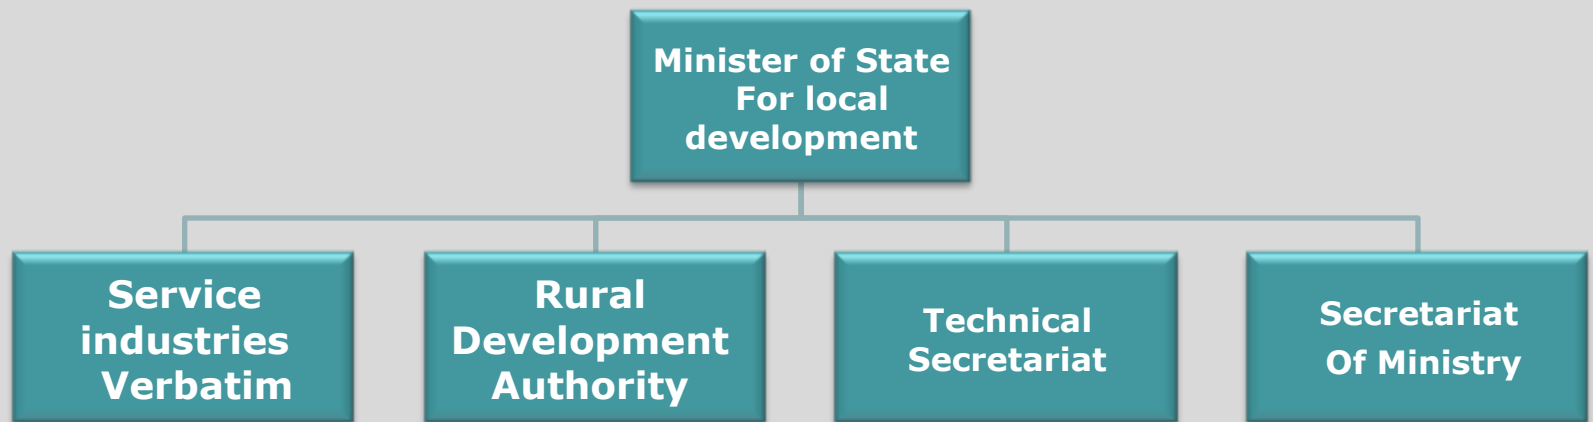 Minister of State
For local
development
Service
industries
Verbatim
Rural
Development
Authority
Technical
Secretariat
Secretariat
Of Ministry